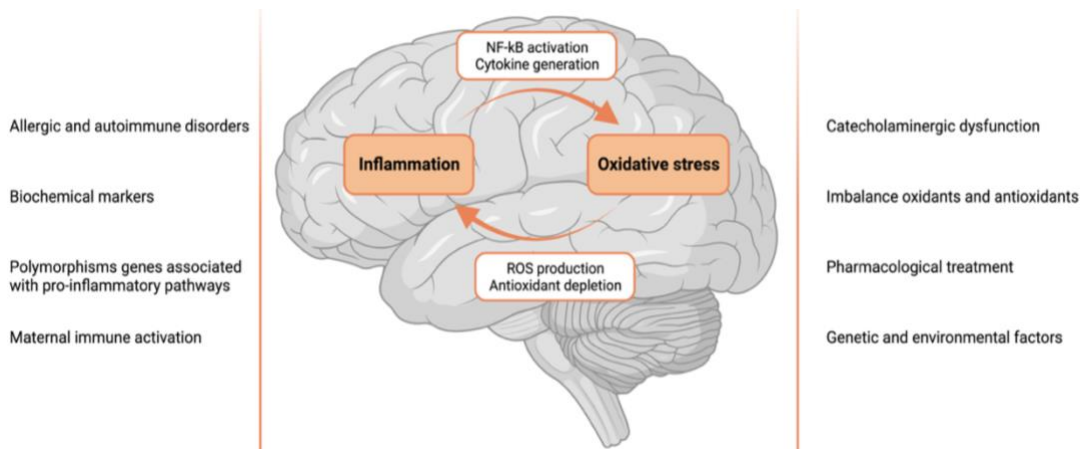 NF-kB activation
Cytokine generation
Allergic and autoimmune disorders
Catecholaminergic dysfunction
Inflammation
Oxidative stress
Biochemical markers
Imbalance oxidants and antioxidants
Polymorphisms genes associated
with pro-inflammatory pathways
ROS production
Antioxidant depletion
Pharmacological treatment
Maternal immune activation
Genetic and environmental factors